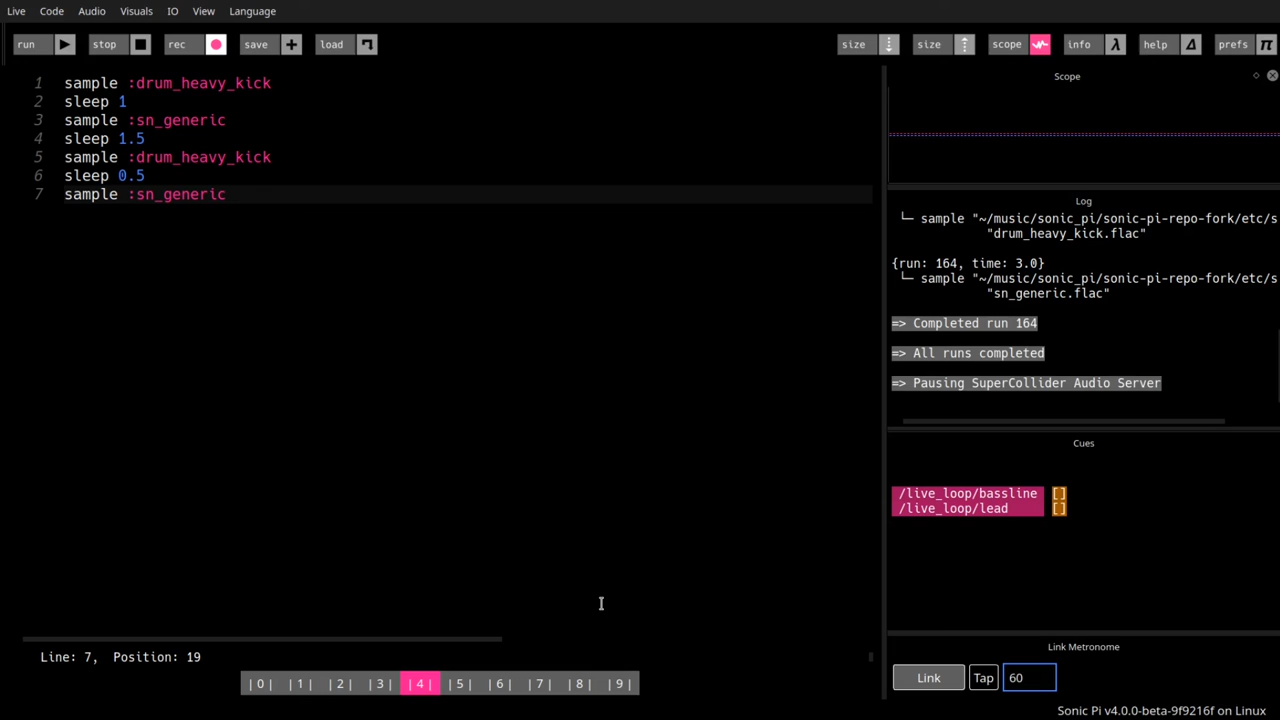 Live Code Audio Visuals IO View Language
run stop rec save + load size size scope info λ help Δ prefs π
1 sample :drum_heavy_kick
2 sleep 1
3 sample :sn_generic
4 sleep 1.5
5 sample :drum_heavy_kick
6 sleep 0.5
7 sample :sn_generic
Scope
Log
└─ sample "~/music/sonic_pi/sonic-pi-repo-fork/etc/s
"drum_heavy_kick.flac"
{run: 164, time: 3.0}
└─ sample "~/music/sonic_pi/sonic-pi-repo-fork/etc/s
"sn_generic.flac"
=> Completed run 164
=> All runs completed
=> Pausing SuperCollider Audio Server
Cues
/live_loop/bassline []
/live_loop/lead []
Link Metronome
Link Tap 60
Line: 7, Position: 19
|0| |1| |2| |3| |4| |5| |6| |7| |8| |9|
Sonic Pi v4.0.0-beta-9f9216f on Linux